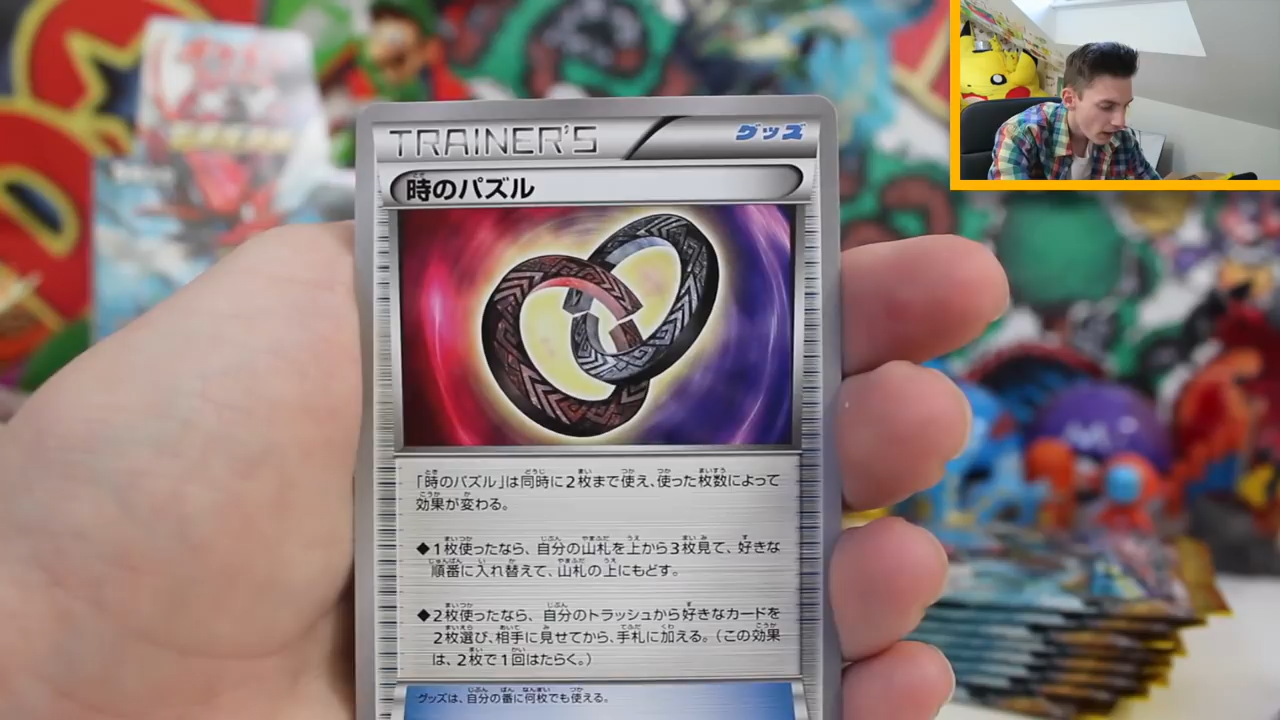 TRAINER'S
グッズ
時のパズル
「時のパズル」は同時に2枚まで使え、使った枚数によって
効果が変わる。
◆1枚使ったなら、自分の山札を上から3枚見て、好きな
順番に入れ替えて、山札の上にもどす。
◆2枚使ったなら、自分のトラッシュから好きなカードを
2枚選び、相手に見せてから、手札に加える。（この効果
は、2枚で1回はたらく。）
グッズは、自分の番に何枚でも使える。